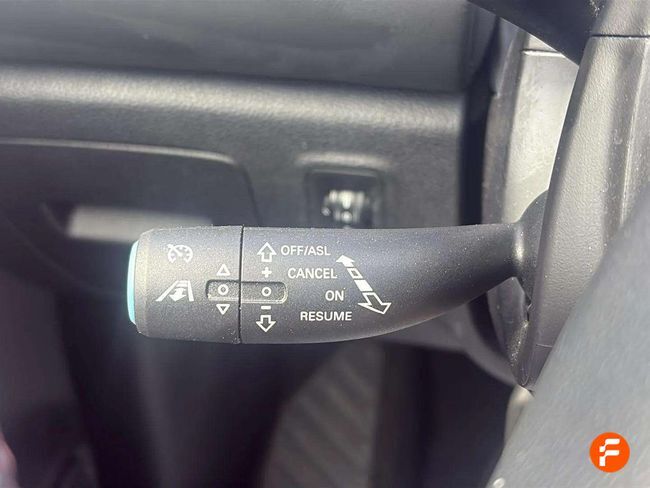 OFF/ASL
+ CANCEL
ON
− RESUME